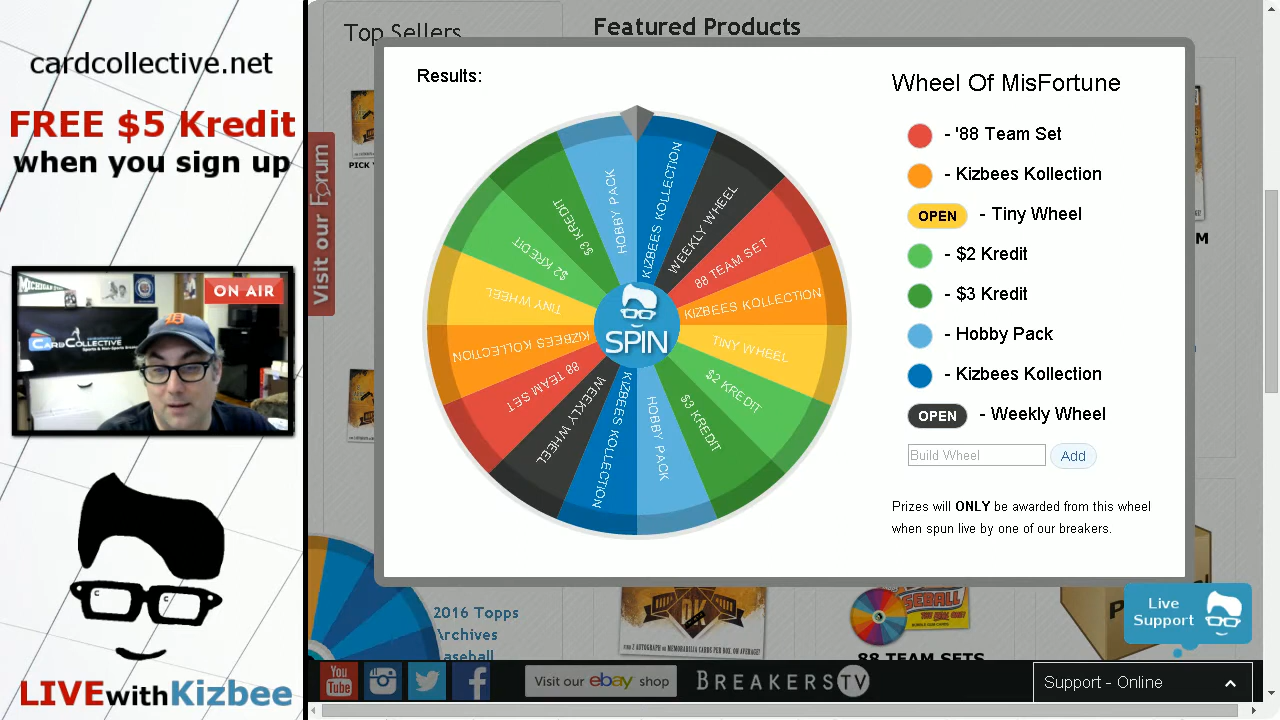 cardcollective.net
FREE $5 Kredit
when you sign up
MICHIGAN
ON AIR
CARDCOLLECTIVE
LIVEwithKizbee
Visit our Forum
Top Sellers
Featured Products
PICK
M
Results:
Wheel Of MisFortune
- '88 Team Set
- Kizbees Kollection
OPEN - Tiny Wheel
- $2 Kredit
- $3 Kredit
- Hobby Pack
- Kizbees Kollection
OPEN - Weekly Wheel
Build Wheel Add
Prizes will ONLY be awarded from this wheel
when spun live by one of our breakers.
KIZBEES KOLLECTION
WEEKLY WHEEL
88 TEAM SET
KIZBEES KOLLECTION
TINY WHEEL
$2 KREDIT
$3 KREDIT
HOBBY PACK
KIZBEES KOLLECTION
WEEKLY WHEEL
88 TEAM SET
KIZBEES KOLLECTION
TINY WHEEL
$2 KREDIT
$3 KREDIT
HOBBY PACK
SPIN
2016 Topps
Archives
88 TEAM SETS
Live
Support
You
Tube
Visit our ebay shop
BREAKERSTV
Support - Online